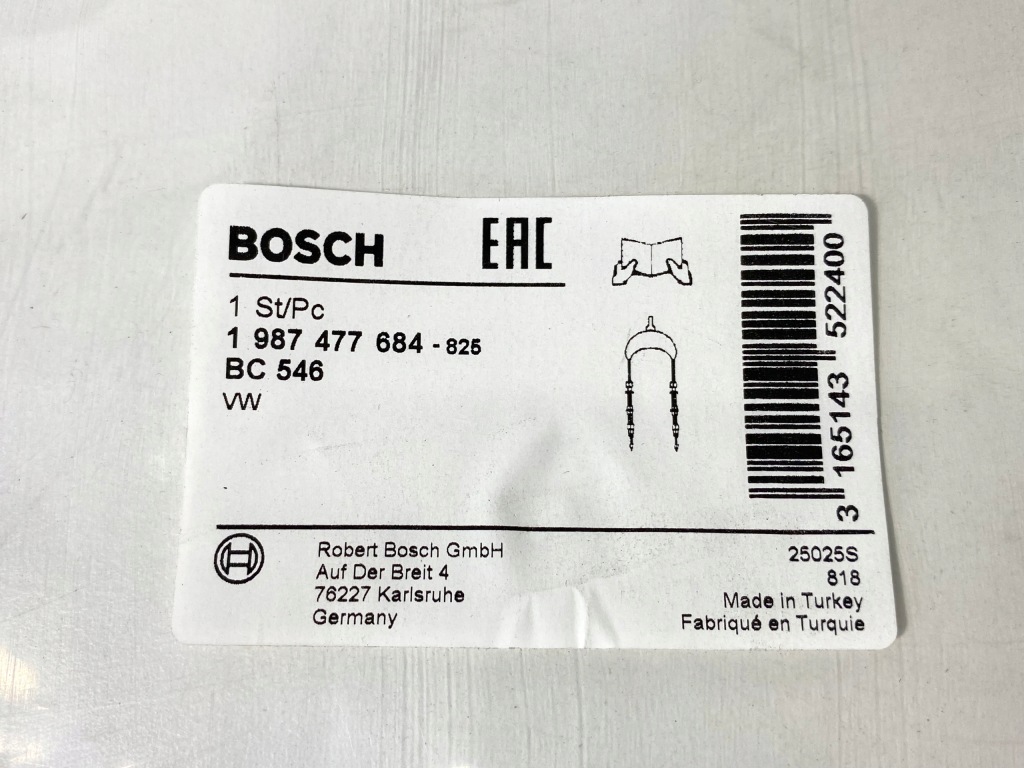 BOSCH
EAC
1 St/Pc
1 987 477 684 - 825
BC 546
VW
3 165143 522400
Robert Bosch GmbH
Auf Der Breit 4
76227 Karlsruhe
Germany
25025S
818
Made in Turkey
Fabriqué en Turquie